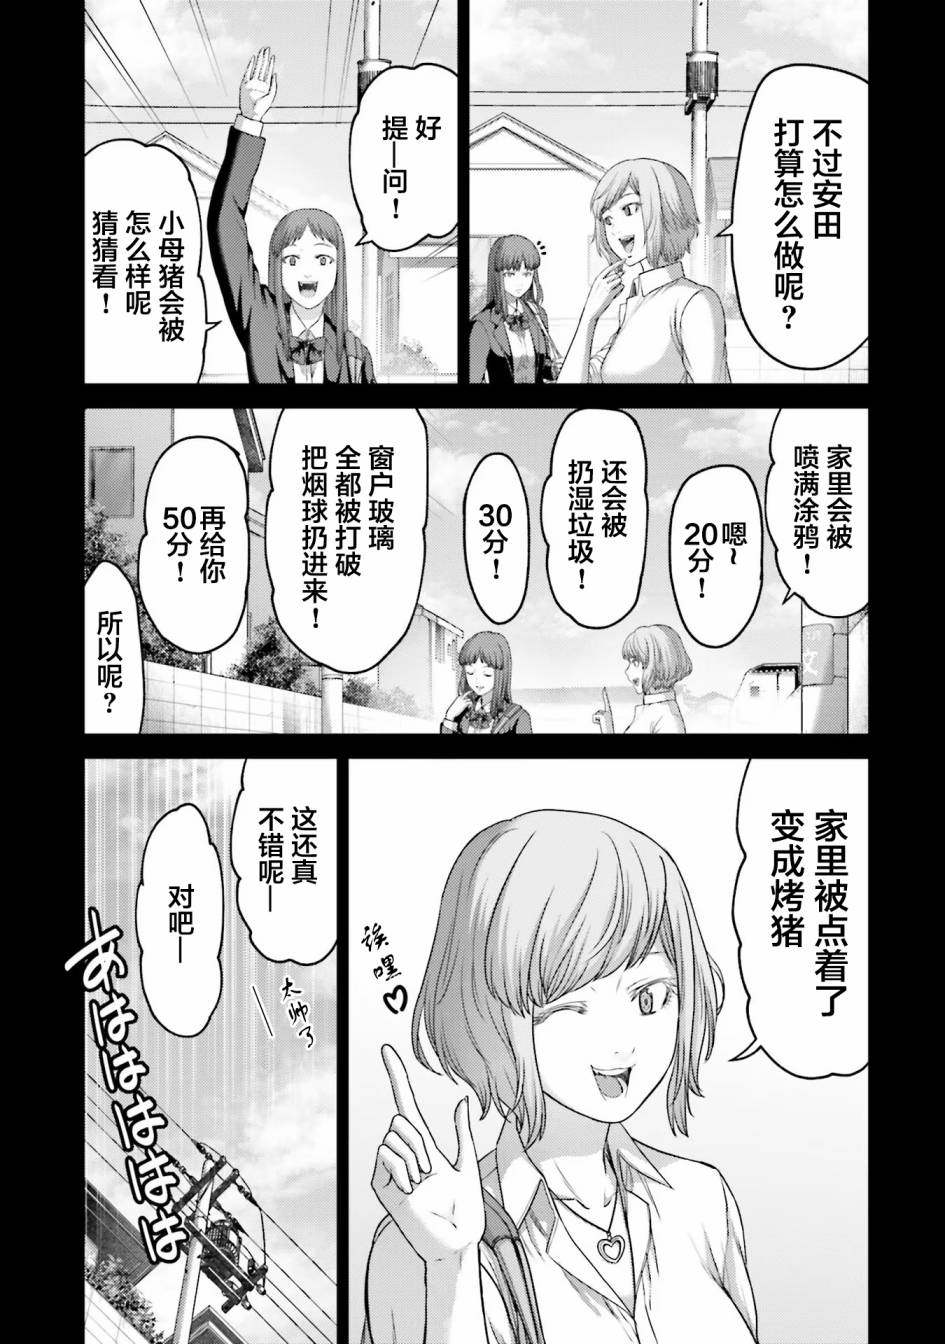 不过安田
打算怎么做呢？
好
提—问！
小母猪会被
怎么样呢
猜猜看！
家里会被
喷满涂鸦！
嗯~
20分！
还会被
扔湿垃圾！
30
分！
窗户玻璃
全都被打破
把烟球扔进来！
再给你
50分！
所以呢？
家里被点着了
变成烤猪
诶嘿♡
这还真
不错呢—
对吧—
太帅了—
あははははははは